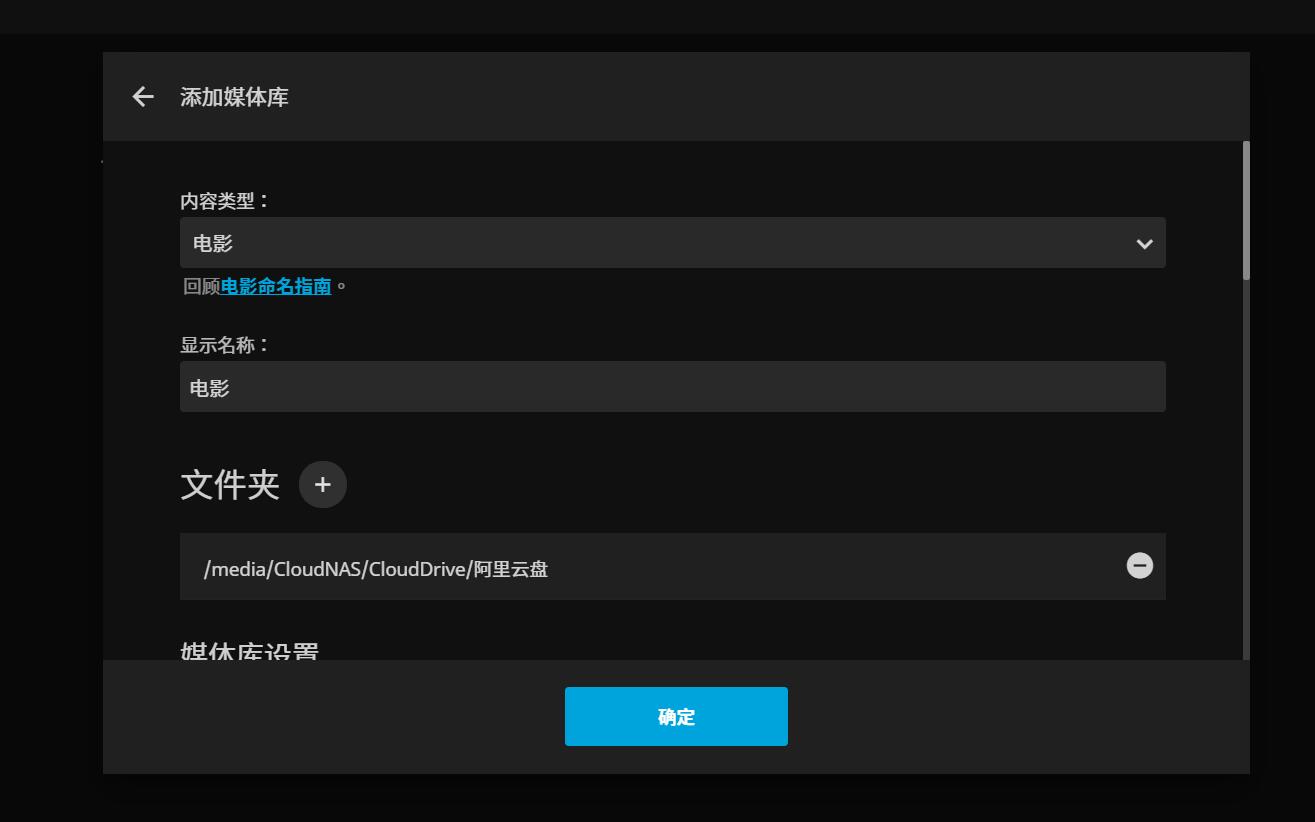 添加媒体库
内容类型：
电影
回顾电影命名指南。
显示名称：
电影
文件夹
/media/CloudNAS/CloudDrive/阿里云盘
媒体库设置
确定